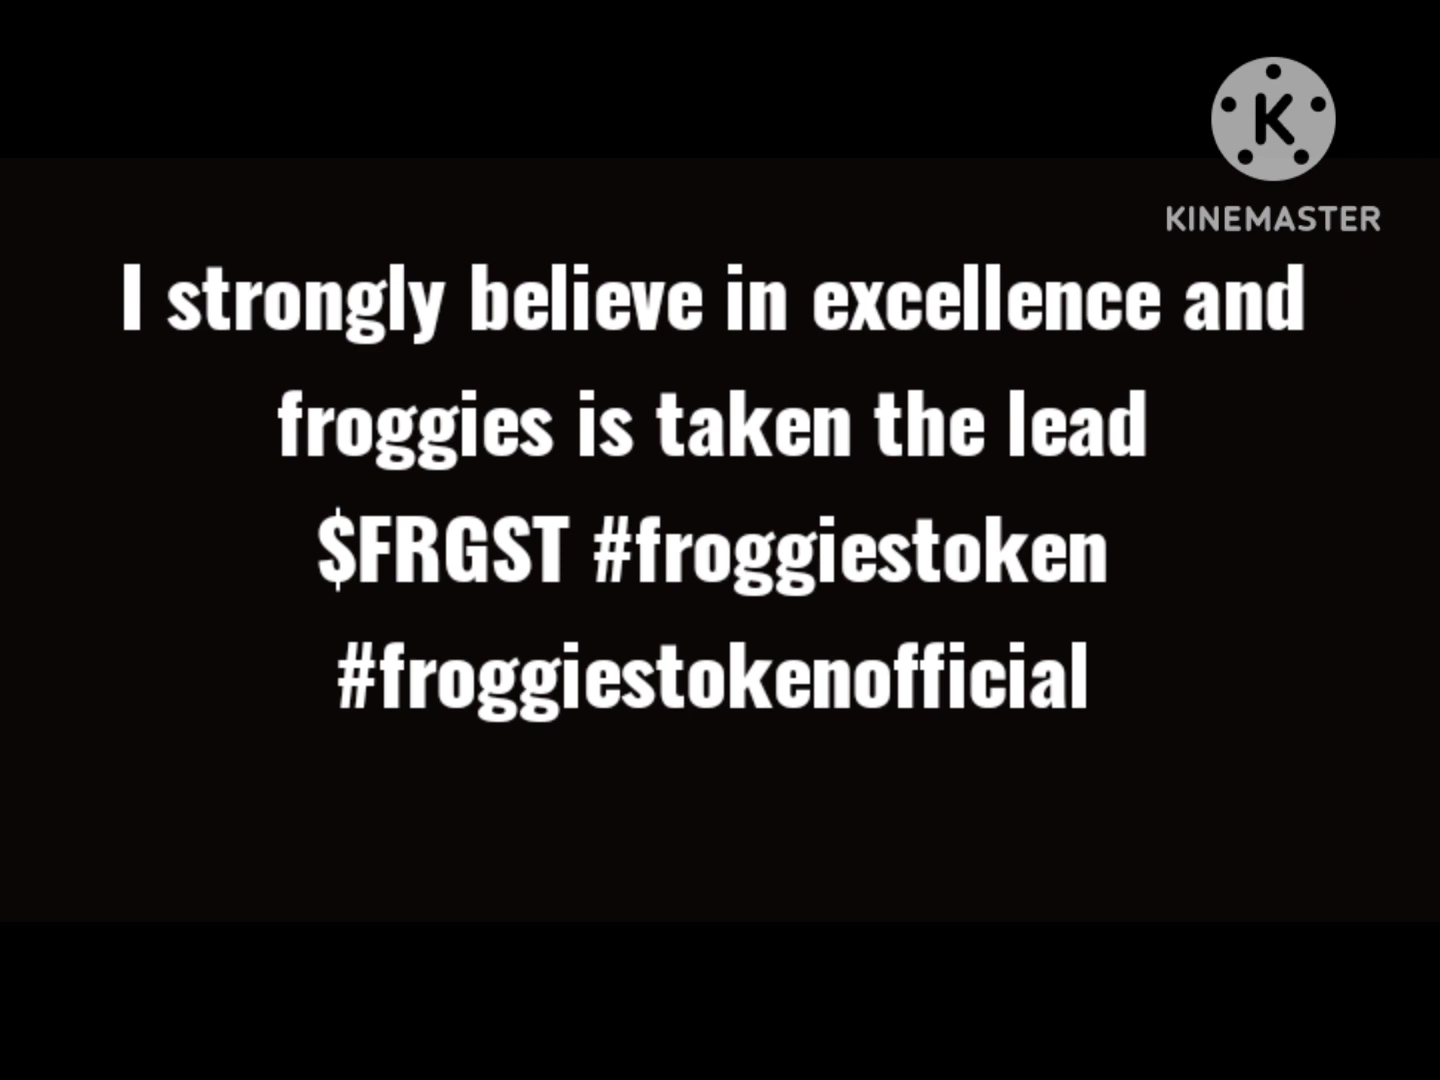 KINEMASTER
I strongly believe in excellence and
froggies is taken the lead
$FRGST #froggiestoken
#froggiestokenofficial